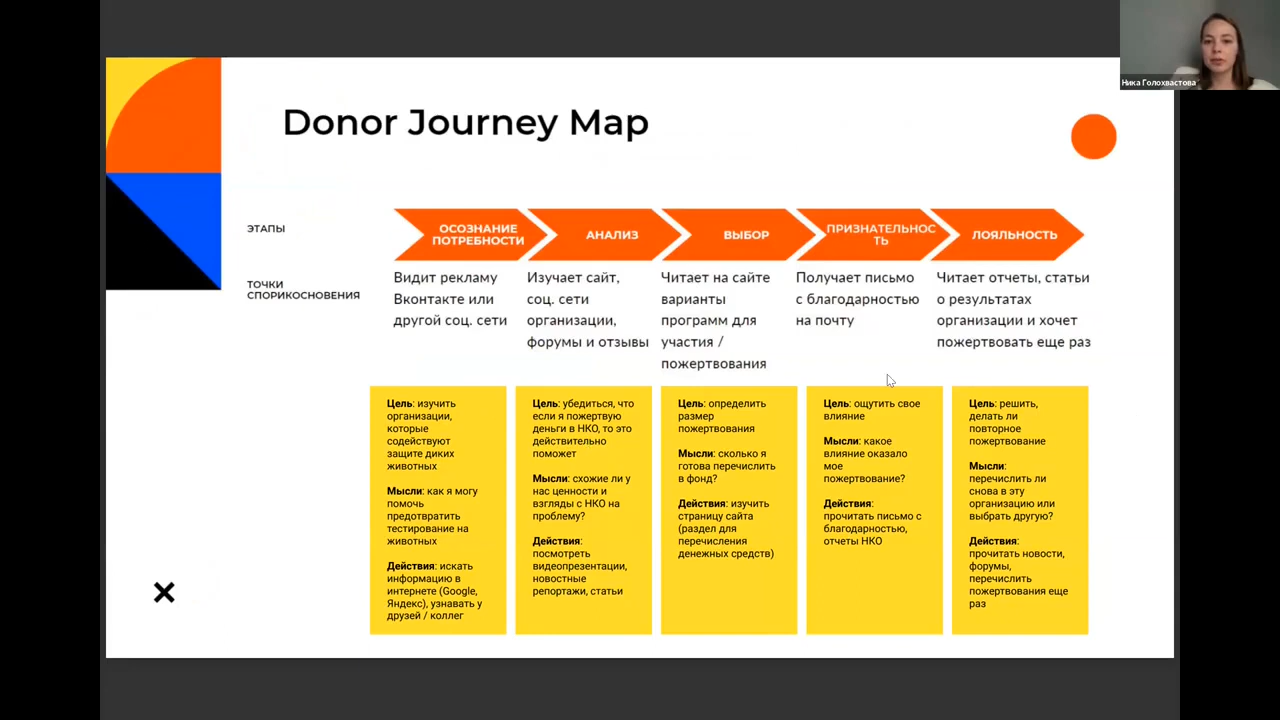 Ника Голохвастова
Donor Journey Map
ЭТАПЫ
ОСОЗНАНИЕ
ПОТРЕБНОСТИ
АНАЛИЗ
ВЫБОР
ПРИЗНАТЕЛЬНОС
ТЬ
ЛОЯЛЬНОСТЬ
ТОЧКИ
СПОРИКОСНОВЕНИЯ
Видит рекламу
Вконтакте или
другой соц. сети
Изучает сайт,
соц. сети
организации,
форумы и отзывы
Читает на сайте
варианты
программ для
участия /
пожертвования
Получает письмо
с благодарностью
на почту
Читает отчеты, статьи
о результатах
организации и хочет
пожертвовать еще раз
Цель: изучить
организации,
которые
содействуют
защите диких
животных
Мысли: как я могу
помочь
предотвратить
тестирование на
животных
Действия: искать
информацию в
интернете (Google,
Яндекс), узнавать у
друзей / коллег
Цель: убедиться, что
если я пожертвую
деньги в НКО, то это
действительно
поможет
Мысли: схожие ли у
нас ценности и
взгляды с НКО на
проблему?
Действия:
посмотреть
видеопрезентации,
новостные
репортажи, статьи
Цель: определить
размер
пожертвования
Мысли: сколько я
готова перечислить
в фонд?
Действия: изучить
страницу сайта
(раздел для
перечисления
денежных средств)
Цель: ощутить свое
влияние
Мысли: какое
влияние оказало
мое
пожертвование?
Действия:
прочитать письмо с
благодарностью,
отчеты НКО
Цель: решить,
делать ли
повторное
пожертвование
Мысли:
перечислить ли
снова в эту
организацию или
выбрать другую?
Действия:
прочитать новости,
форумы,
перечислить
пожертвования еще
раз